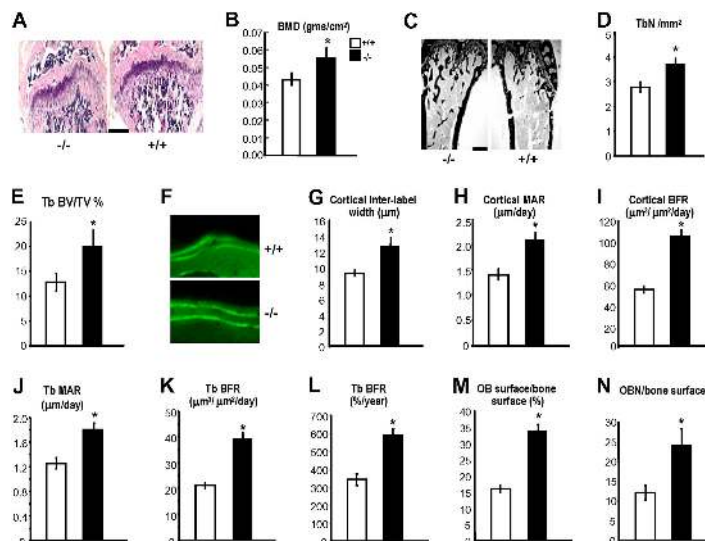 A
-/-
+/+
B
BMD (gms/cm²)
+/+
-/-
*
0.07
0.06
0.05
0.04
0.03
0.02
0.01
0.00
C
-/-
+/+
D
TbN /mm²
*
5
4
3
2
1
0
E
Tb BV/TV %
*
25
20
15
10
5
0
F
+/+
-/-
G
Cortical Inter-label
width (μm)
*
16
14
12
10
8
6
4
2
0
H
Cortical MAR
(μm/day)
*
2.5
2.0
1.5
1.0
0.5
0
I
Cortical BFR
(μm³/ μm²/day)
*
120
100
80
60
40
20
0
J
Tb MAR
(μm/day)
*
2.0
1.6
1.2
0.8
0.4
0
K
Tb BFR
(μm³/ μm²/day)
*
60
40
20
0
L
Tb BFR
(%/year)
*
700
600
500
400
300
200
100
0
M
OB surface/bone
surface (%)
*
40
35
30
25
20
15
10
5
0
N
OBN/bone surface
*
30
25
20
15
10
5
0